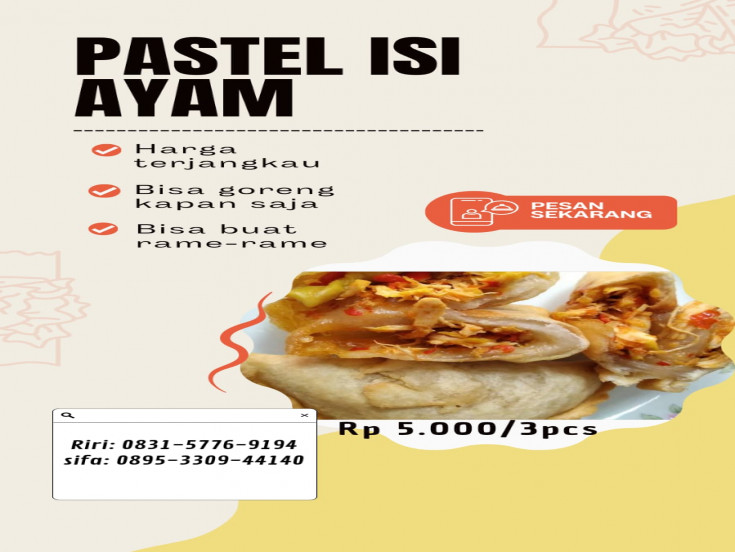 PASTEL ISI
AYAM
Harga
terjangkau
Bisa goreng
kapan saja
Bisa buat
rame-rame
PESAN
SEKARANG
Rp 5.000/3pcs
Riri: 0831-5776-9194
sifa: 0895-3309-44140